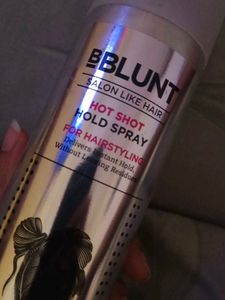 BBLUNT
SALON LIKE HAIR
HOT SHOT
HOLD SPRAY
FOR HAIRSTYLING
Delivers Instant Hold,
Without Leaving Residue